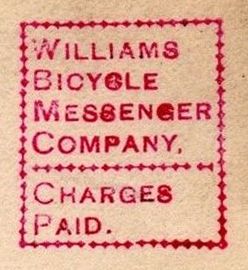 WILLIAMS
BICYCLE
MESSENGER
COMPANY.
CHARGES
PAID.